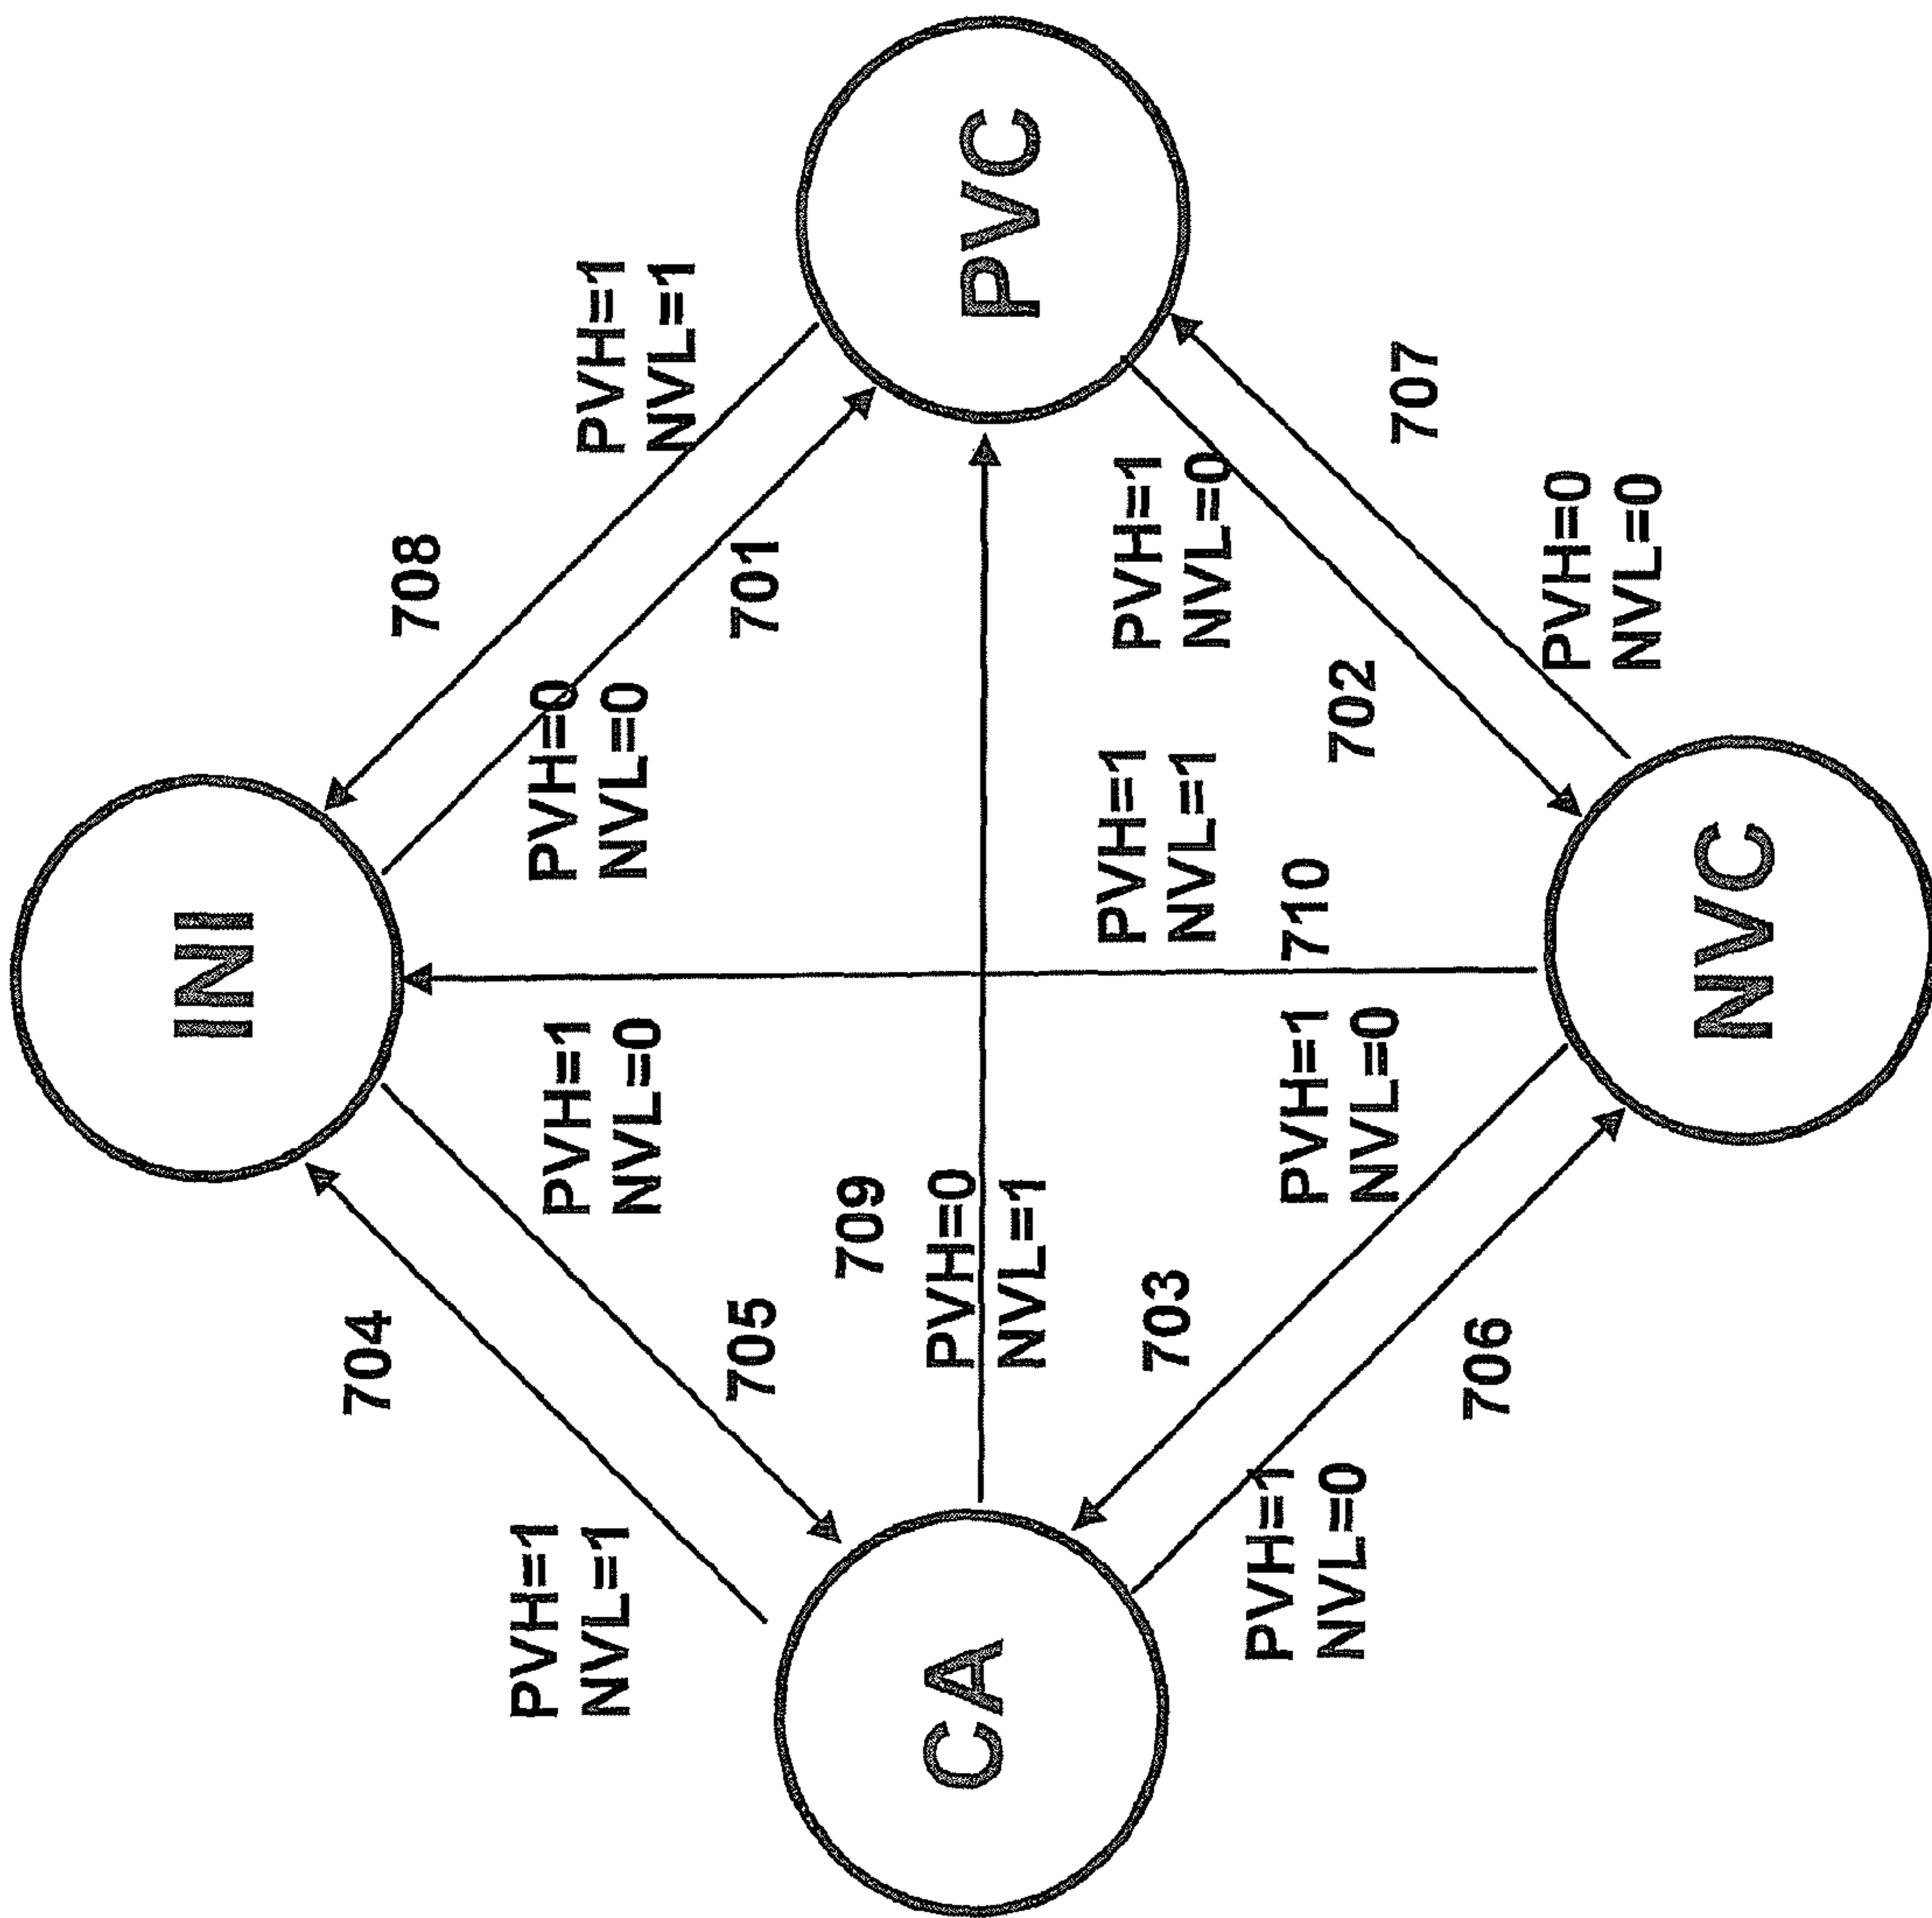 INI
704
708
PVH=1
NVL=1
PVH=1
NVL=0
PVH=0
NVL=0
PVH=1
NVL=1
705
701
709
CA
PVH=0
NVL=1
PVC
PVH=1
NVL=1
PVH=1
NVL=0
703
PVH=1
NVL=0
PVH=1
NVL=0
710
702
707
706
PVH=0
NVL=0
NVC